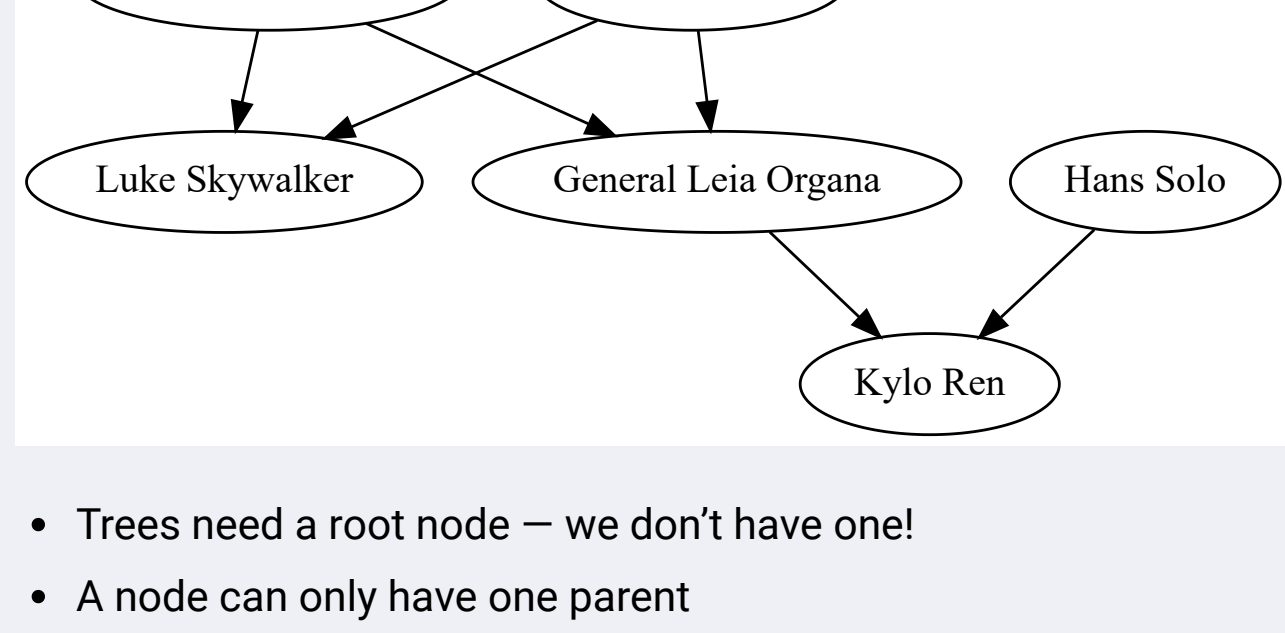 Luke Skywalker
General Leia Organa
Hans Solo
Kylo Ren
• Trees need a root node — we don’t have one!
• A node can only have one parent